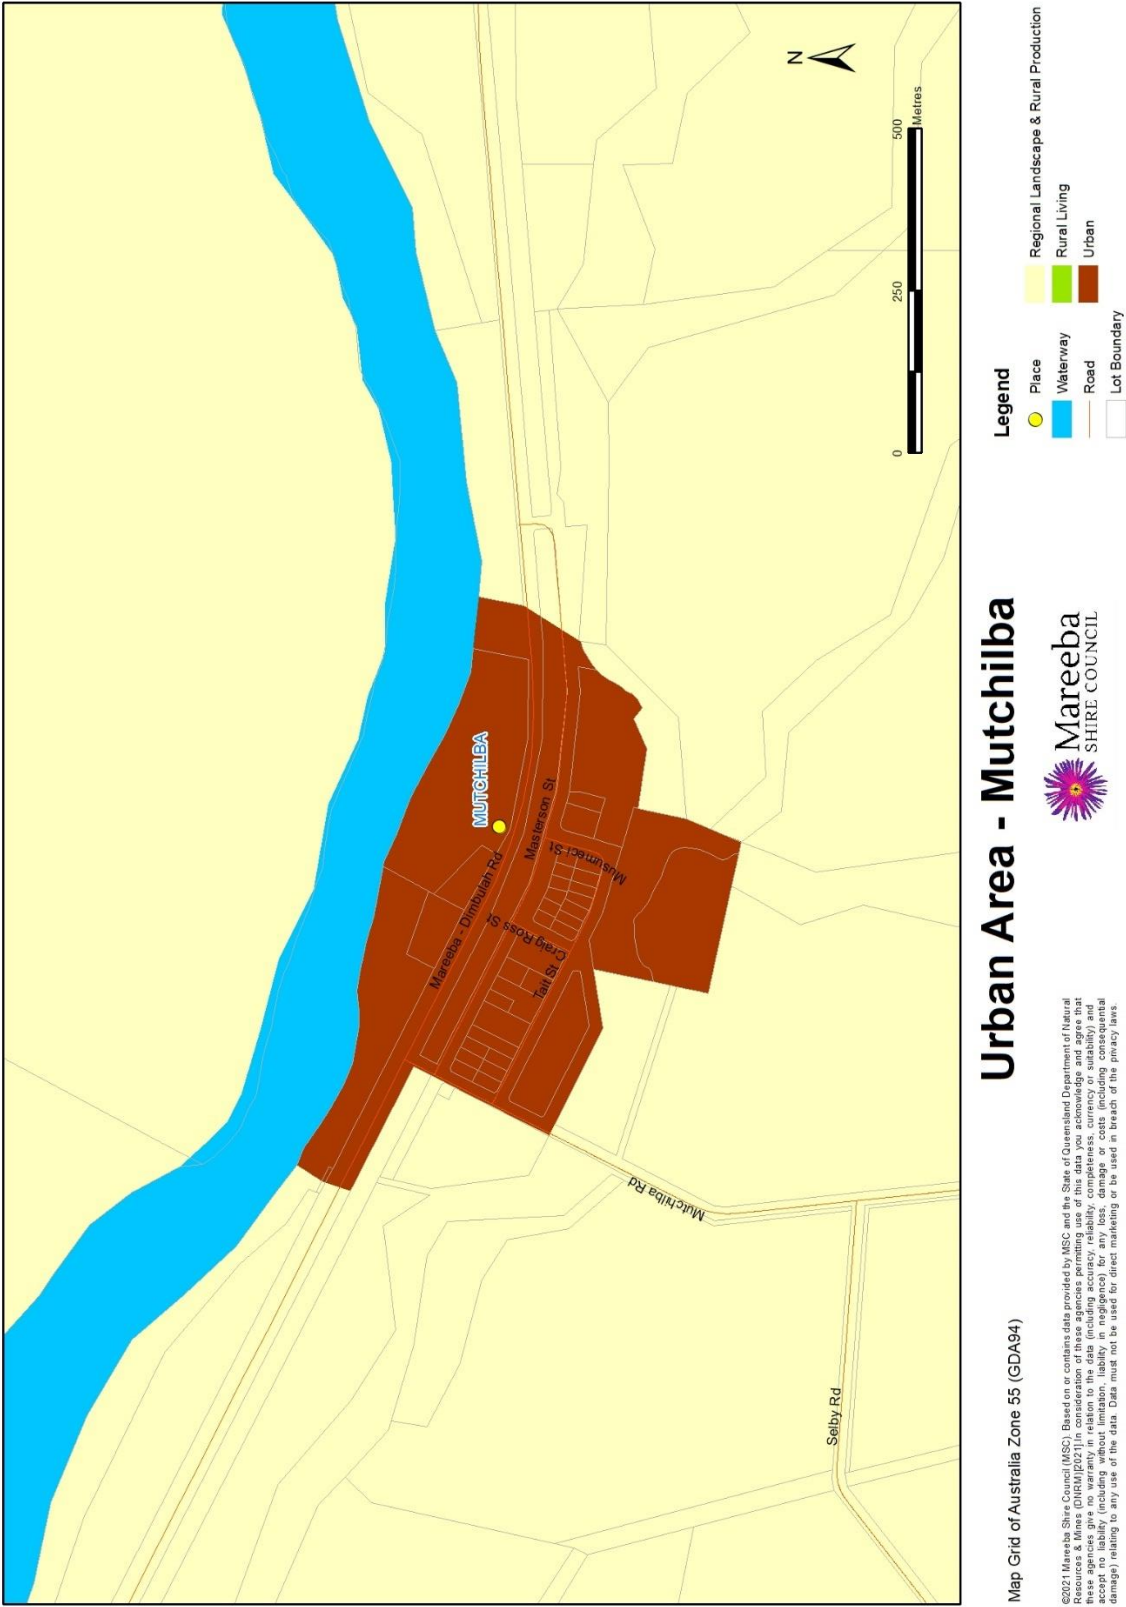 N
MUTCHILBA
Mareeba - Dimbulah Rd
Masterson St
Craig Ross St
Musumeci St
Tait St
Mutchilba Rd
Selby Rd
0 250 500
Metres
Map Grid of Australia Zone 55 (GDA94)
Urban Area - Mutchilba
Mareeba
SHIRE COUNCIL
Legend
Place
Waterway
Road
Lot Boundary
Regional Landscape & Rural Production
Rural Living
Urban
©2021 Mareeba Shire Council (MSC). Based on or contains data provided by MSC and the State of Queensland Department of Natural
Resources & Mines (DNRM)[2021].In consideration of these agencies permitting use of this data you acknowledge and agree that
these agencies give no warranty in relation to the data (including accuracy, reliability, completeness, currency or suitability) and
accept no liability (including without limitation, liability in negligence) for any loss, damage or costs (including consequential
damage) relating to any use of the data. Data must not be used for direct marketing or be used in breach of the privacy laws.